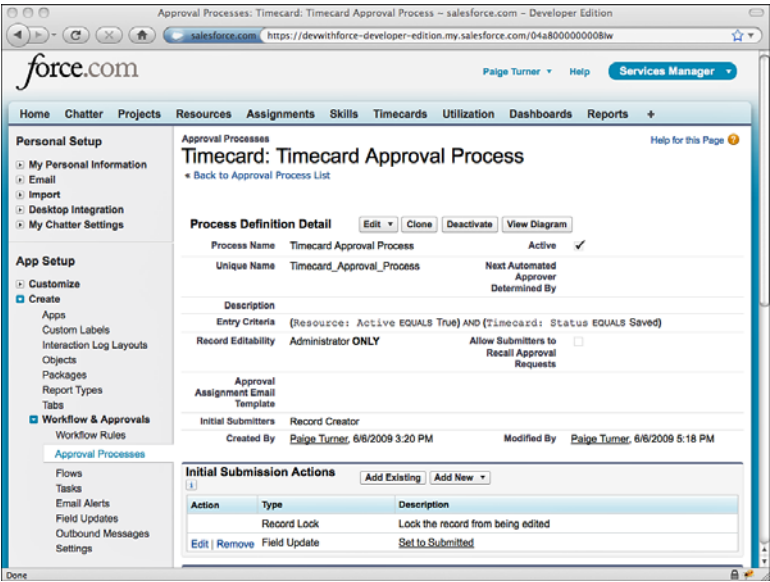 Approval Processes: Timecard: Timecard Approval Process ~ salesforce.com – Developer Edition
salesforce.com https://devwithforce-developer-edition.my.salesforce.com/04a8000000008lw
force.com
Paige Turner Help Services Manager
Home Chatter Projects Resources Assignments Skills Timecards Utilization Dashboards Reports +
Personal Setup
My Personal Information
Email
Import
Desktop Integration
My Chatter Settings
App Setup
Customize
Create
Apps
Custom Labels
Interaction Log Layouts
Objects
Packages
Report Types
Tabs
Workflow & Approvals
Workflow Rules
Approval Processes
Flows
Tasks
Email Alerts
Field Updates
Outbound Messages
Settings
Approval Processes
Timecard: Timecard Approval Process
« Back to Approval Process List
Help for this Page ?
Process Definition Detail Edit Clone Deactivate View Diagram
Process Name Timecard Approval Process Active ✓
Unique Name Timecard_Approval_Process Next Automated
Approver
Determined By
Description
Entry Criteria (Resource: Active EQUALS True) AND (Timecard: Status EQUALS Saved)
Record Editability Administrator ONLY Allow Submitters to
Recall Approval
Requests
Approval
Assignment Email
Template
Initial Submitters Record Creator
Created By Paige Turner, 6/6/2009 3:20 PM Modified By Paige Turner, 6/6/2009 5:18 PM
Initial Submission Actions Add Existing Add New
i
Action Type Description
Record Lock Lock the record from being edited
Edit | Remove Field Update Set to Submitted
Done